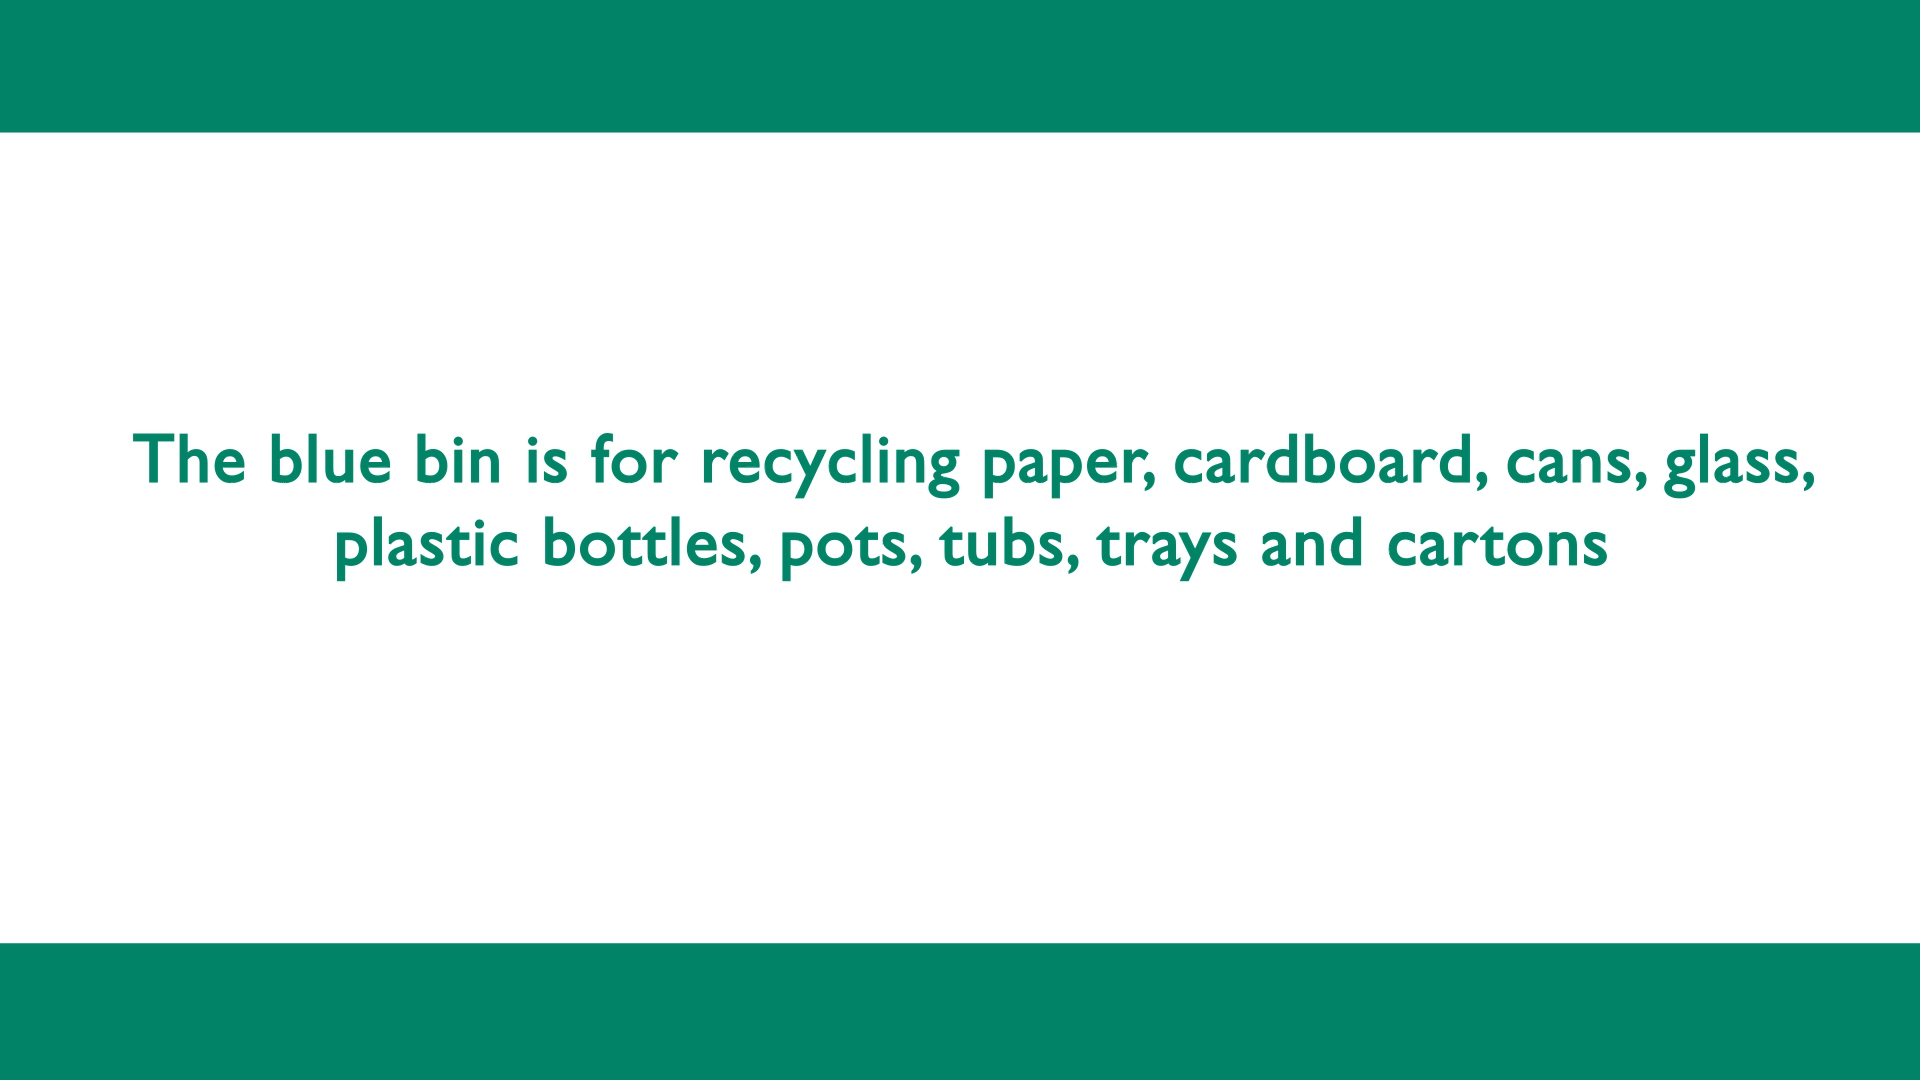 The blue bin is for recycling paper, cardboard, cans, glass,
plastic bottles, pots, tubs, trays and cartons